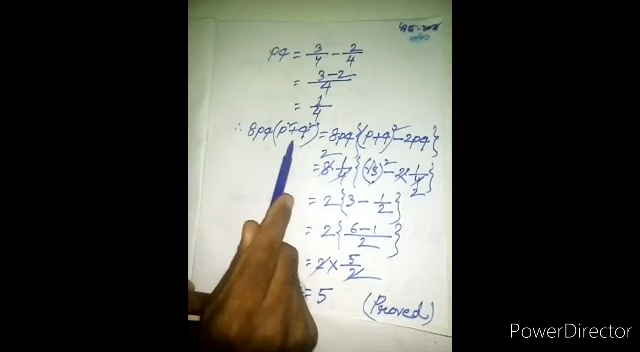 pq = 3/4 - 2/4
= 3-2/4
= 1/4
∴ 8pq(p²+q²) = 8pq{(p+q)²-2pq}
= 8×1/4{(√3)²-2×1/4}
= 2{3 - 1/2}
= 2{6-1/2}
= 2×5/2
= 5 (Proved)
PowerDirector